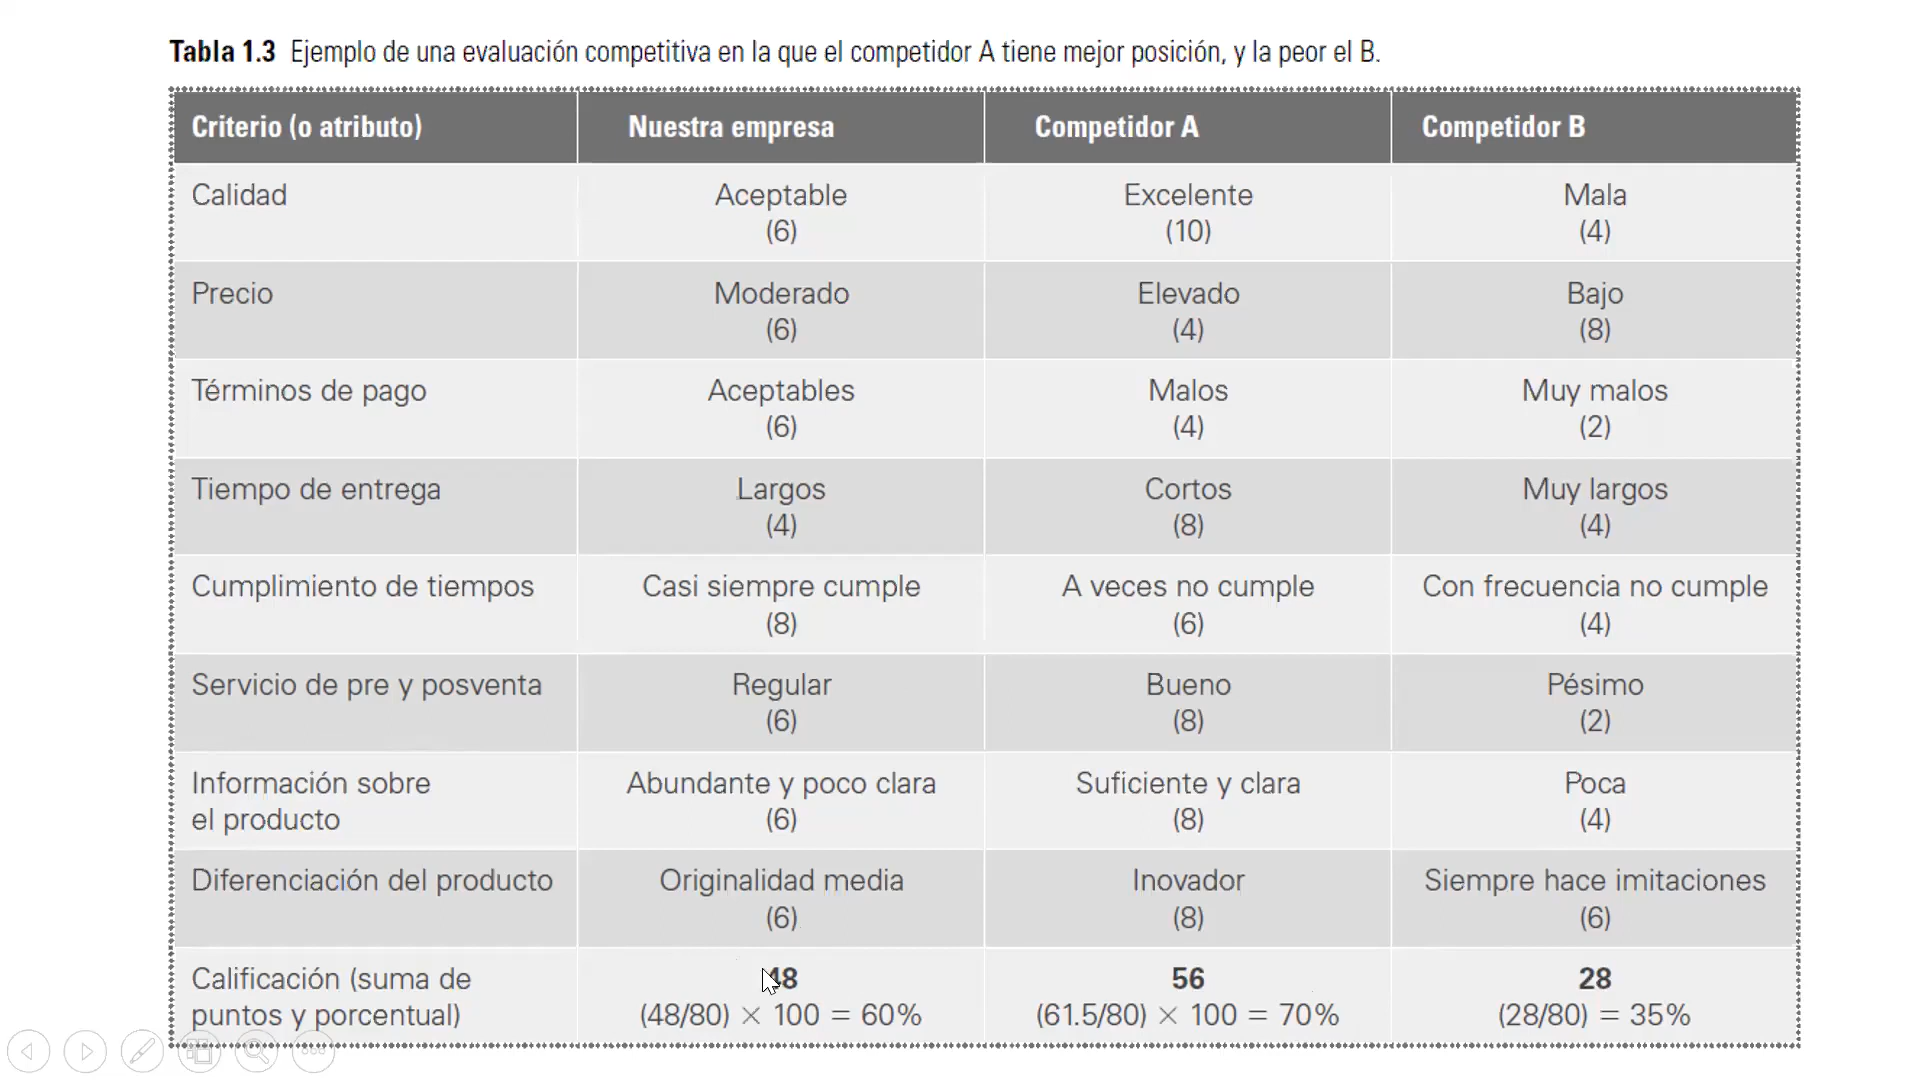 Tabla 1.3 Ejemplo de una evaluación competitiva en la que el competidor A tiene mejor posición, y la peor el B.
Criterio (o atributo) Nuestra empresa Competidor A Competidor B
Calidad Aceptable Excelente Mala
(6) (10) (4)
Precio Moderado Elevado Bajo
(6) (4) (8)
Términos de pago Aceptables Malos Muy malos
(6) (4) (2)
Tiempo de entrega Largos Cortos Muy largos
(4) (8) (4)
Cumplimiento de tiempos Casi siempre cumple A veces no cumple Con frecuencia no cumple
(8) (6) (4)
Servicio de pre y posventa Regular Bueno Pésimo
(6) (8) (2)
Información sobre Abundante y poco clara Suficiente y clara Poca
el producto (6) (8) (4)
Diferenciación del producto Originalidad media Inovador Siempre hace imitaciones
(6) (8) (6)
Calificación (suma de 48 56 28
puntos y porcentual) (48/80) × 100 = 60% (61.5/80) × 100 = 70% (28/80) = 35%